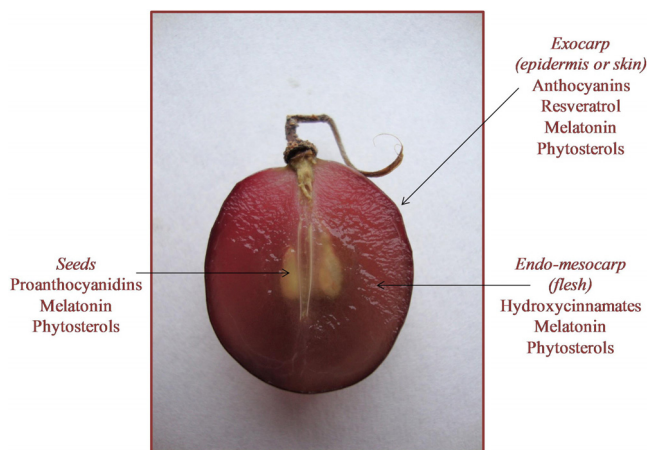 Exocarp
(epidermis or skin)
Anthocyanins
Resveratrol
Melatonin
Phytosterols
Seeds
Proanthocyanidins
Melatonin
Phytosterols
Endo-mesocarp
(flesh)
Hydroxycinnamates
Melatonin
Phytosterols